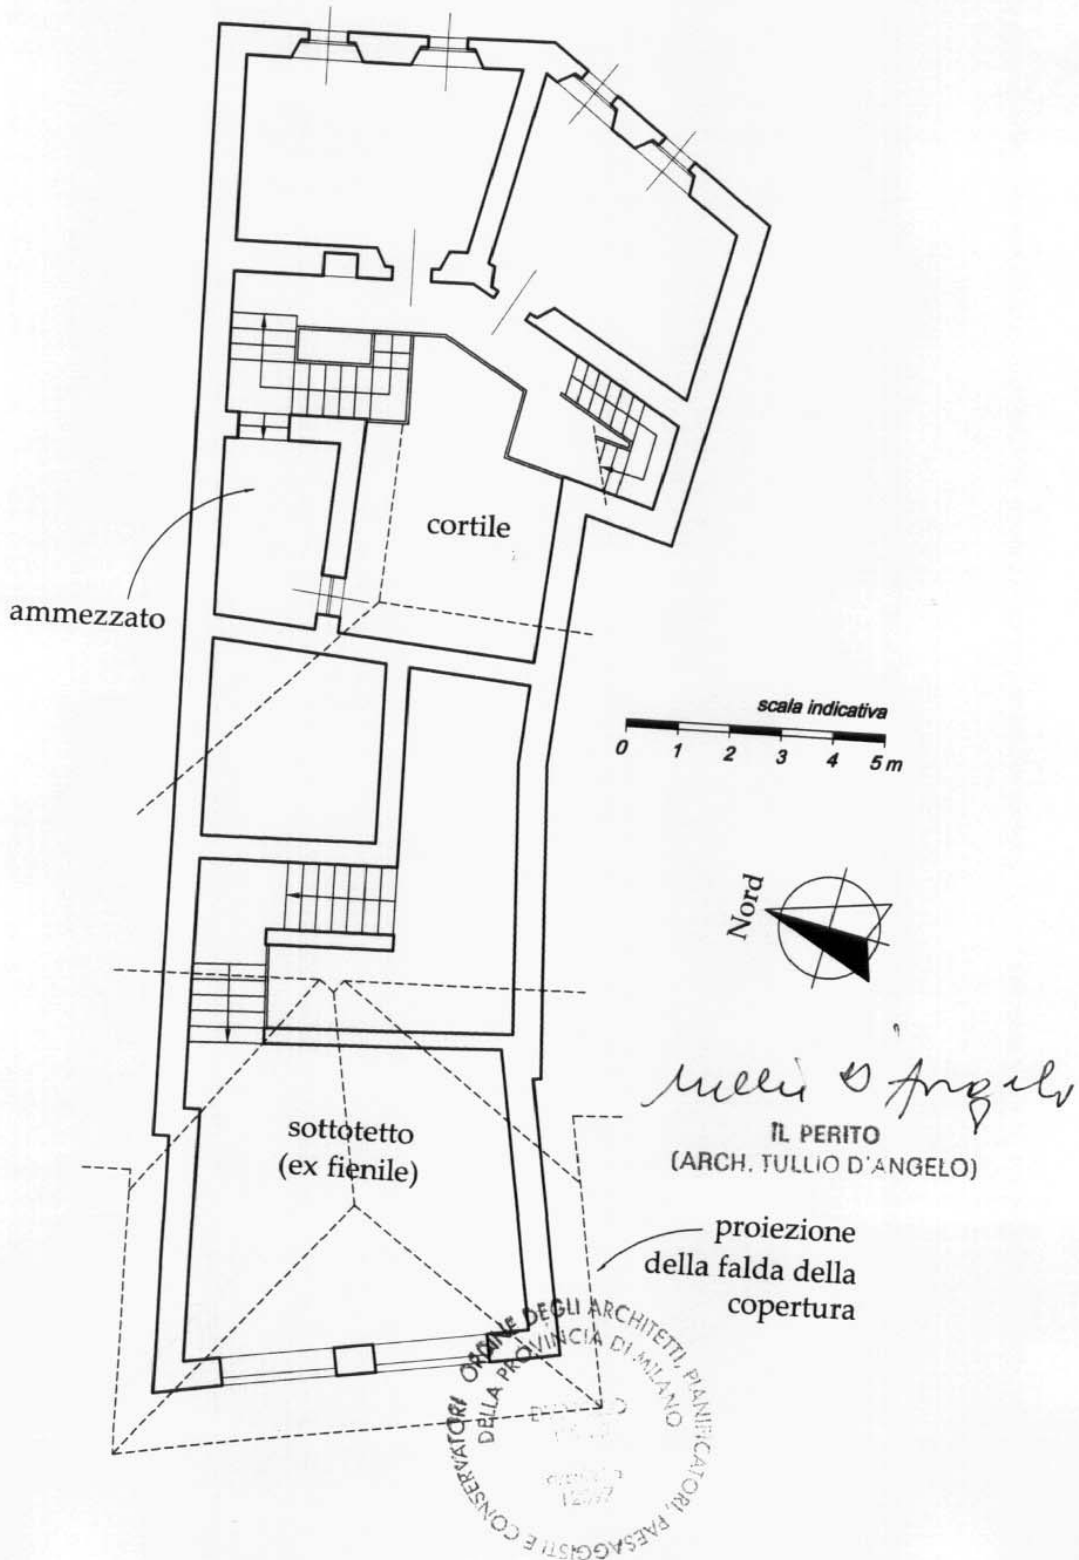 cortile
ammezzato
scala indicativa
0 1 2 3 4 5 m
Nord
sottotetto
(ex fienile)
IL PERITO
(ARCH. TULLIO D'ANGELO)
proiezione
della falda della
copertura
ORDINE DEGLI ARCHITETTI, PIANIFICATORI, PAESAGGISTI E CONSERVATORI
DELLA PROVINCIA DI MILANO